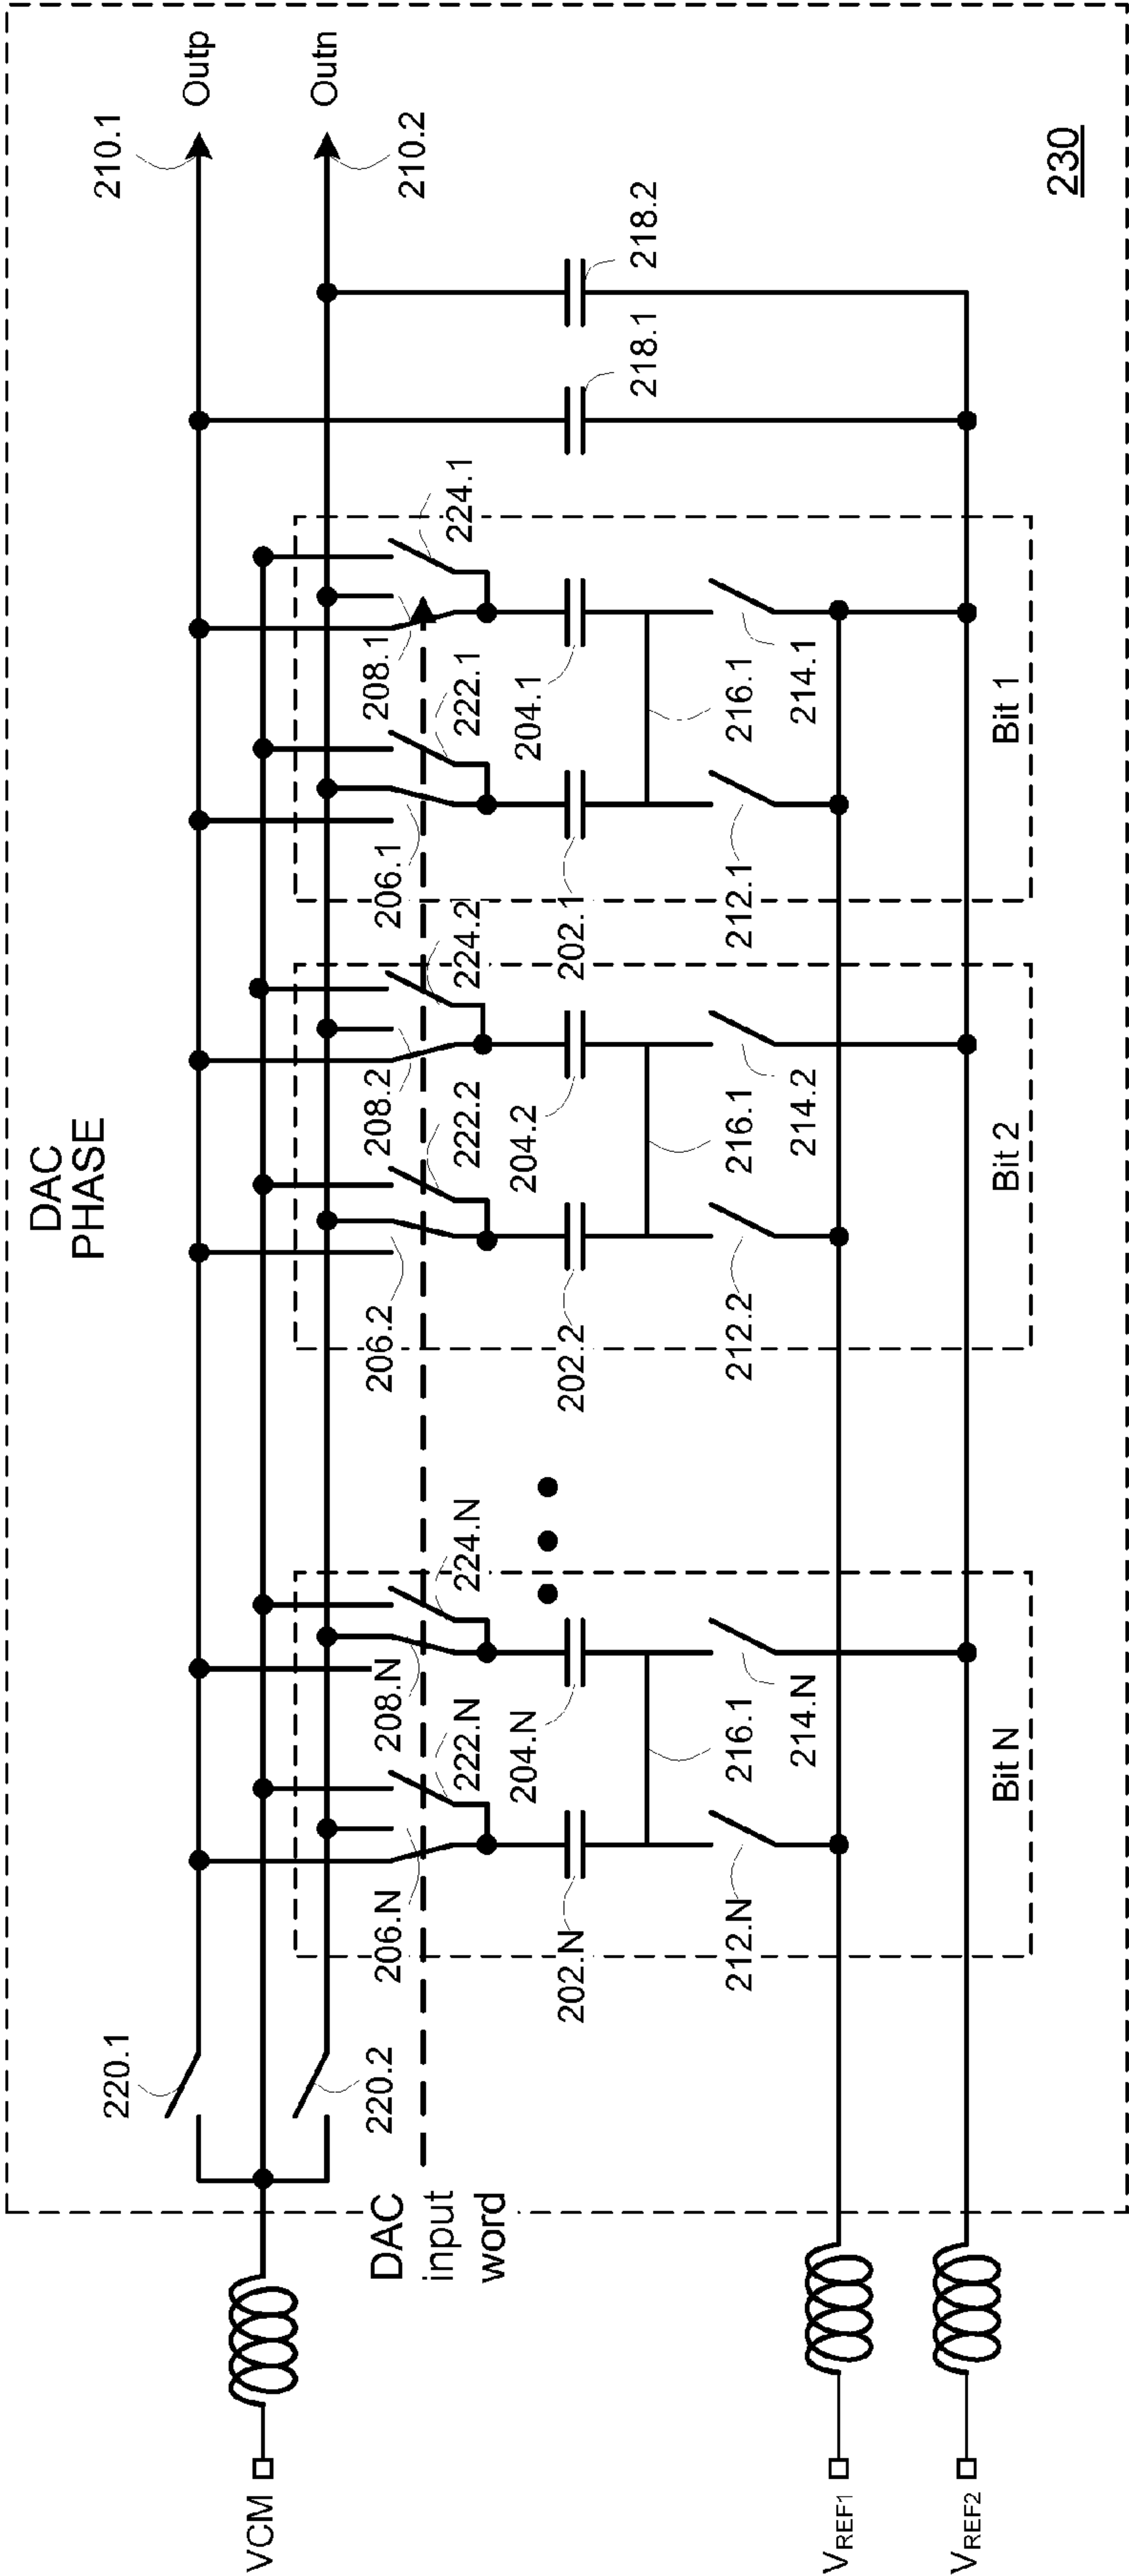 DAC
PHASE
220.1
210.1
Outp
VCM
220.2
210.2
Outn
DAC
input
word
206.N
208.N
206.2
208.2
206.1
208.1
222.N
224.N
222.2
224.2
222.1
224.1
202.N
204.N
202.2
204.2
202.1
204.1
218.1
218.2
212.N
216.1
214.N
212.2
216.1
214.2
212.1
216.1
214.1
Bit N
Bit 2
Bit 1
VREF1
VREF2
230